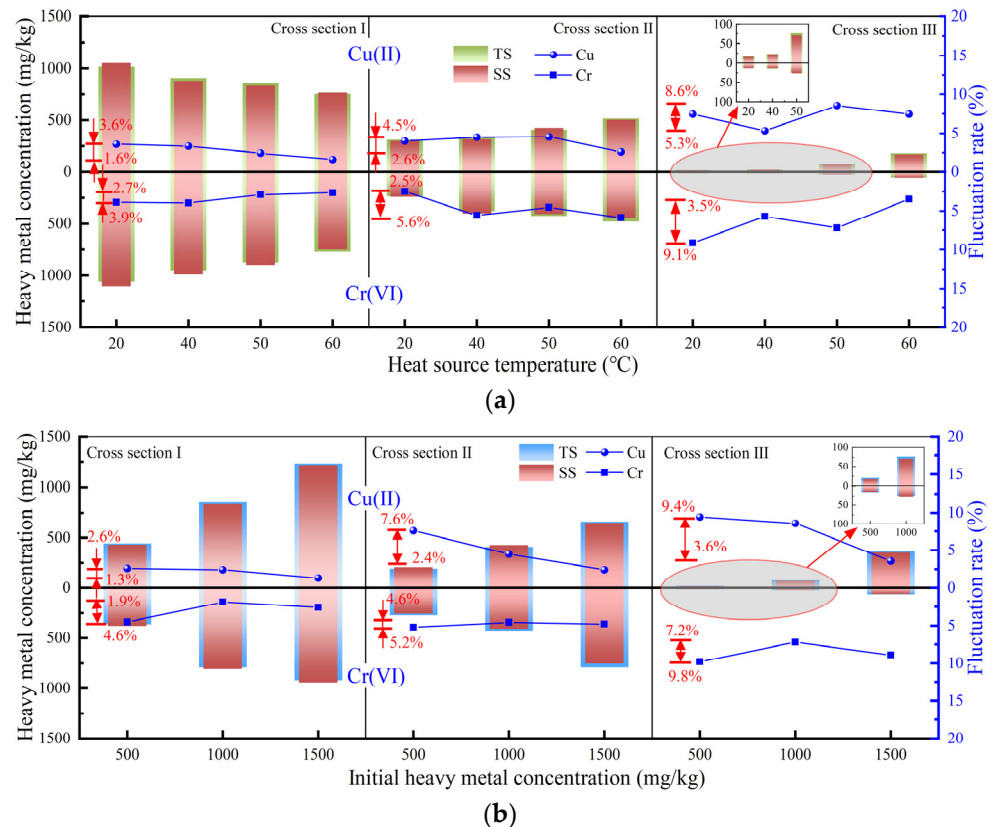 Cross section I
Cross section II
Cross section III
Cu(II)
Cr(VI)
TS
SS
Cu
Cr
3.6%
1.6%
2.7%
3.9%
4.5%
2.6%
2.5%
5.6%
8.6%
5.3%
3.5%
9.1%
100
50
0
50
100
20 40 50
Heavy metal concentration (mg/kg)
1500
1000
500
0
500
1000
1500
Fluctuation rate (%)
20
15
10
5
0
5
10
15
20
20 40 50 60 20 40 50 60 20 40 50 60
Heat source temperature (°C)
(a)
Cross section I
Cross section II
Cross section III
Cu(II)
Cr(VI)
TS
SS
Cu
Cr
2.6%
1.3%
1.9%
4.6%
7.6%
2.4%
4.6%
5.2%
9.4%
3.6%
7.2%
9.8%
100
50
0
50
100
500 1000
Heavy metal concentration (mg/kg)
1500
1000
500
0
500
1000
1500
Fluctuation rate (%)
20
15
10
5
0
5
10
15
20
500 1000 1500 500 1000 1500 500 1000 1500
Initial heavy metal concentration (mg/kg)
(b)